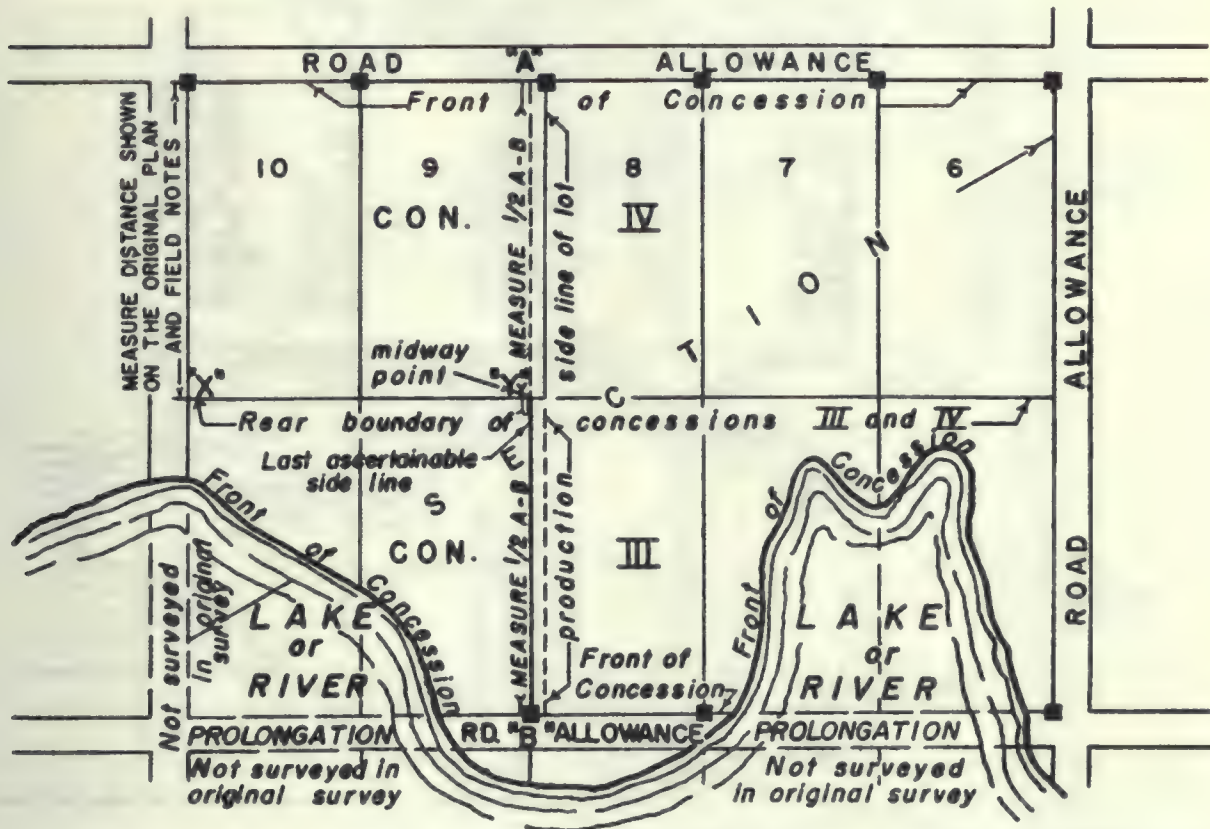 ROAD "A" ALLOWANCE
Front of Concession
10 9 8 7 6
CON. IV
MEASURE DISTANCE SHOWN
ON THE ORIGINAL PLAN
AND FIELD NOTES
MEASURE 1/2 A-B
side line of lot
SECTION
ALLOWANCE
midway
point
"X" "X"
Rear boundary of concessions III and IV
Last ascertainable
side line
Front of Concession
CON. III
MEASURE 1/2 A-B
production
Front of Concession
ROAD
Not surveyed
in original
survey
LAKE
or
RIVER
Front of
Concession
LAKE
or
RIVER
PROLONGATION RD. "B" ALLOWANCE PROLONGATION
Not surveyed in
original survey
Not surveyed
in original survey